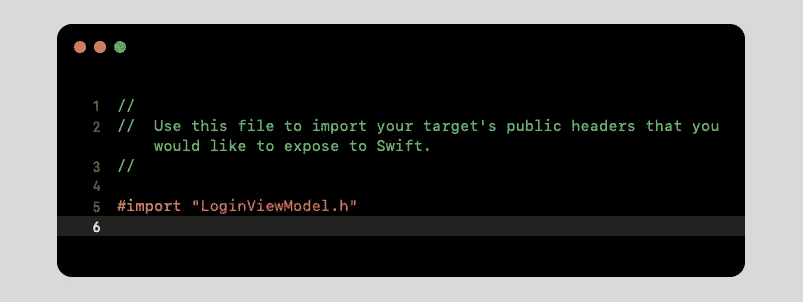 1 //
2 //  Use this file to import your target's public headers that you
would like to expose to Swift.
3 //
4
5 #import "LoginViewModel.h"
6